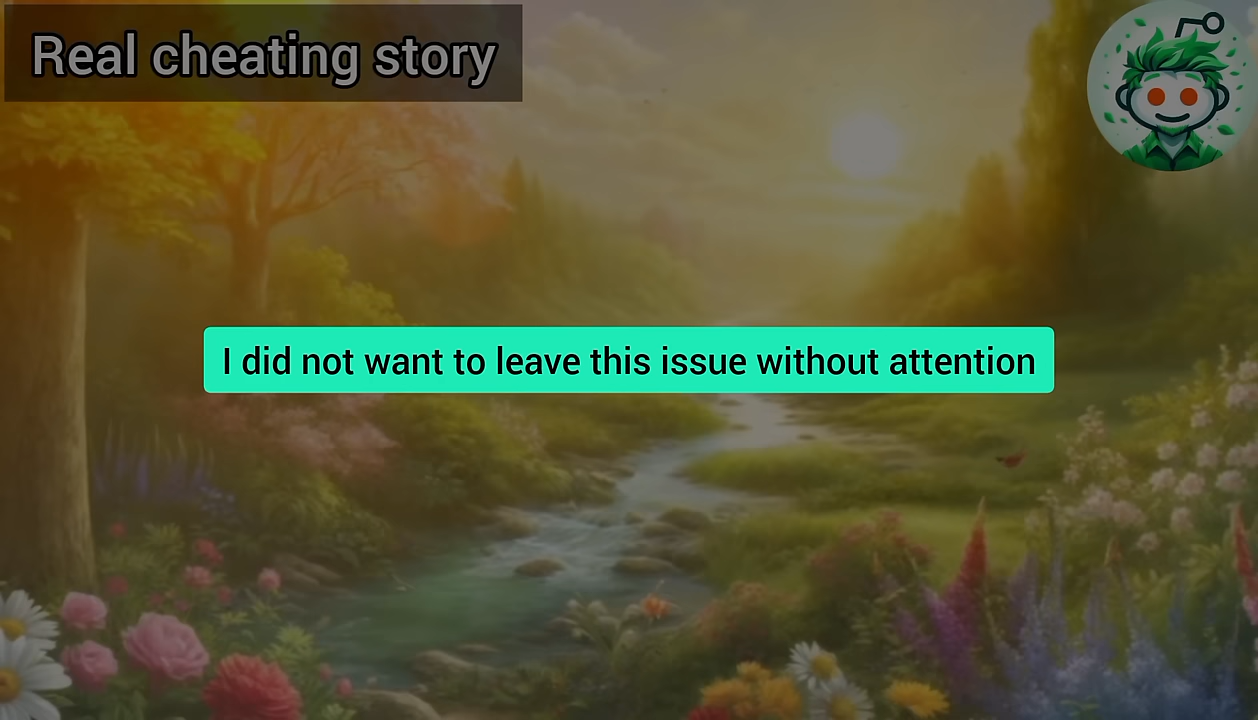 Real cheating story
I did not want to leave this issue without attention